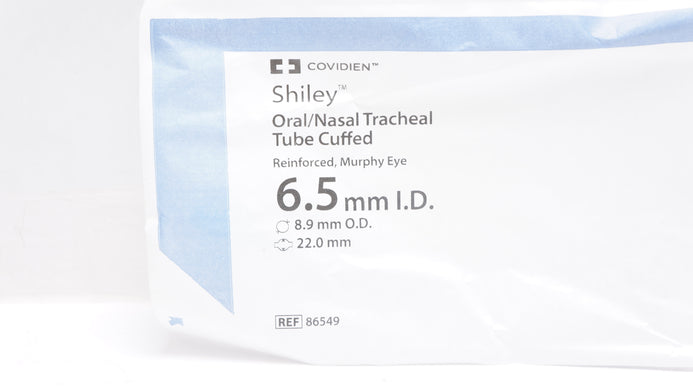 COVIDIEN™
Shiley™
Oral/Nasal Tracheal
Tube Cuffed
Reinforced, Murphy Eye
6.5 mm I.D.
8.9 mm O.D.
22.0 mm
REF 86549